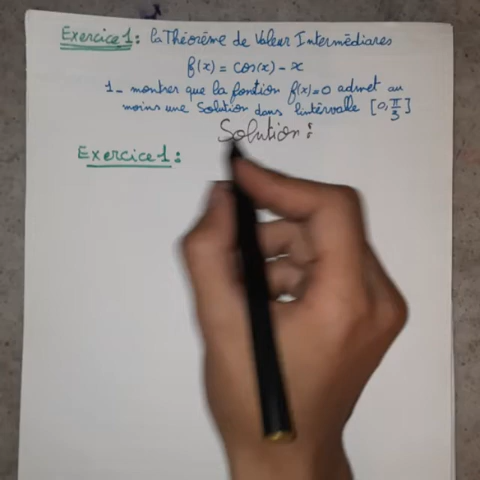 Exercice 1 : la Théorème de Valeur Intermédiares
f(x) = cos(x) - x
1 - montrer que la fontion f(x)=0 admet au
moins une Solution dans l'intervalle [0, π/3]
Solution :
Exercice 1 :